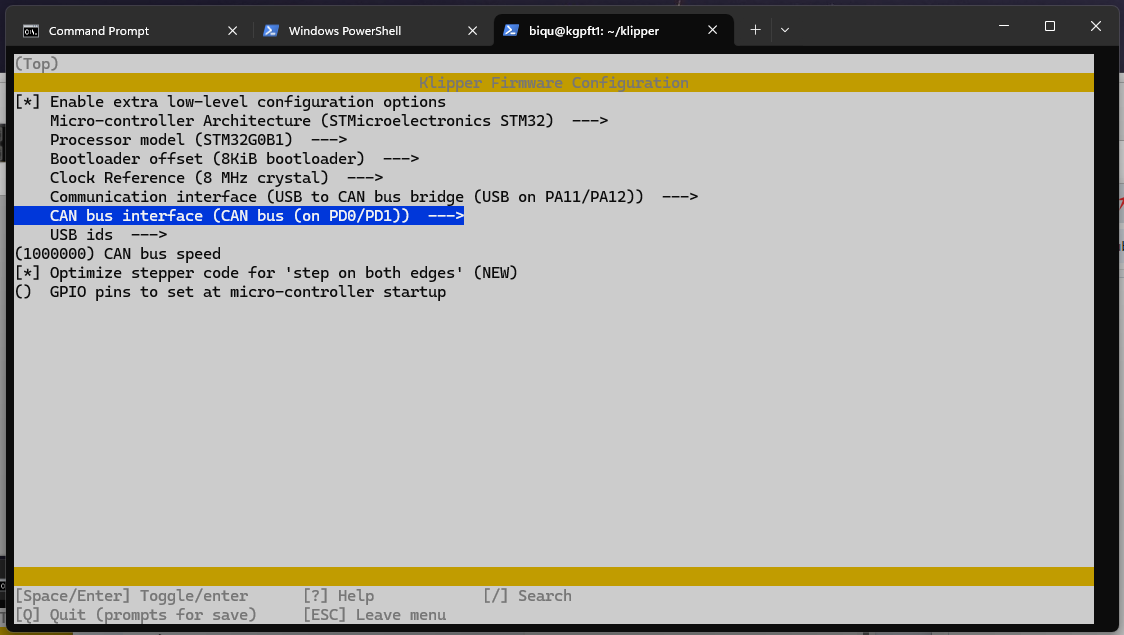 Command Prompt
Windows PowerShell
biqu@kgpft1: ~/klipper
(Top)
Klipper Firmware Configuration
[*] Enable extra low-level configuration options
Micro-controller Architecture (STMicroelectronics STM32) --->
Processor model (STM32G0B1) --->
Bootloader offset (8KiB bootloader) --->
Clock Reference (8 MHz crystal) --->
Communication interface (USB to CAN bus bridge (USB on PA11/PA12)) --->
CAN bus interface (CAN bus (on PD0/PD1)) --->
USB ids --->
(1000000) CAN bus speed
[*] Optimize stepper code for 'step on both edges' (NEW)
() GPIO pins to set at micro-controller startup
[Space/Enter] Toggle/enter [?] Help [/] Search
[Q] Quit (prompts for save) [ESC] Leave menu